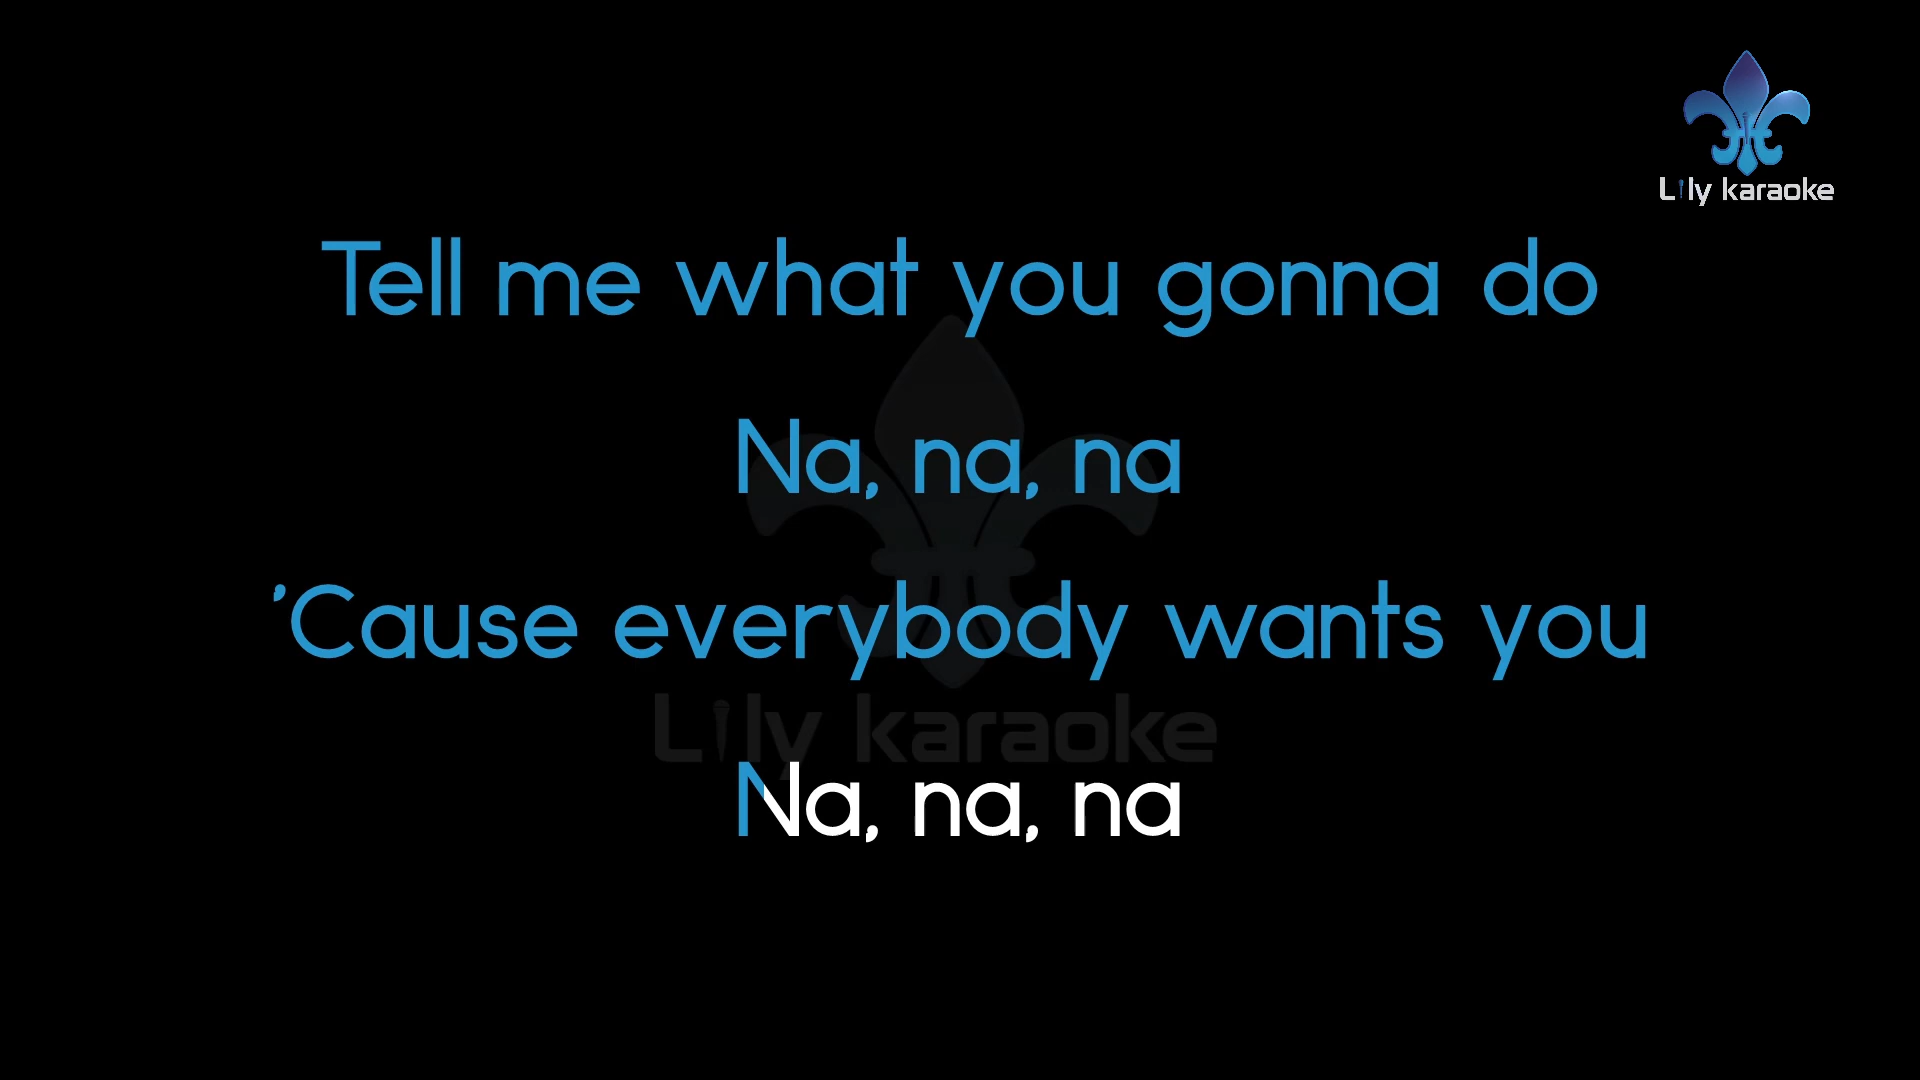 Lily karaoke
Tell me what you gonna do
Na, na, na
’Cause everybody wants you
Lily karaoke
Na, na, na